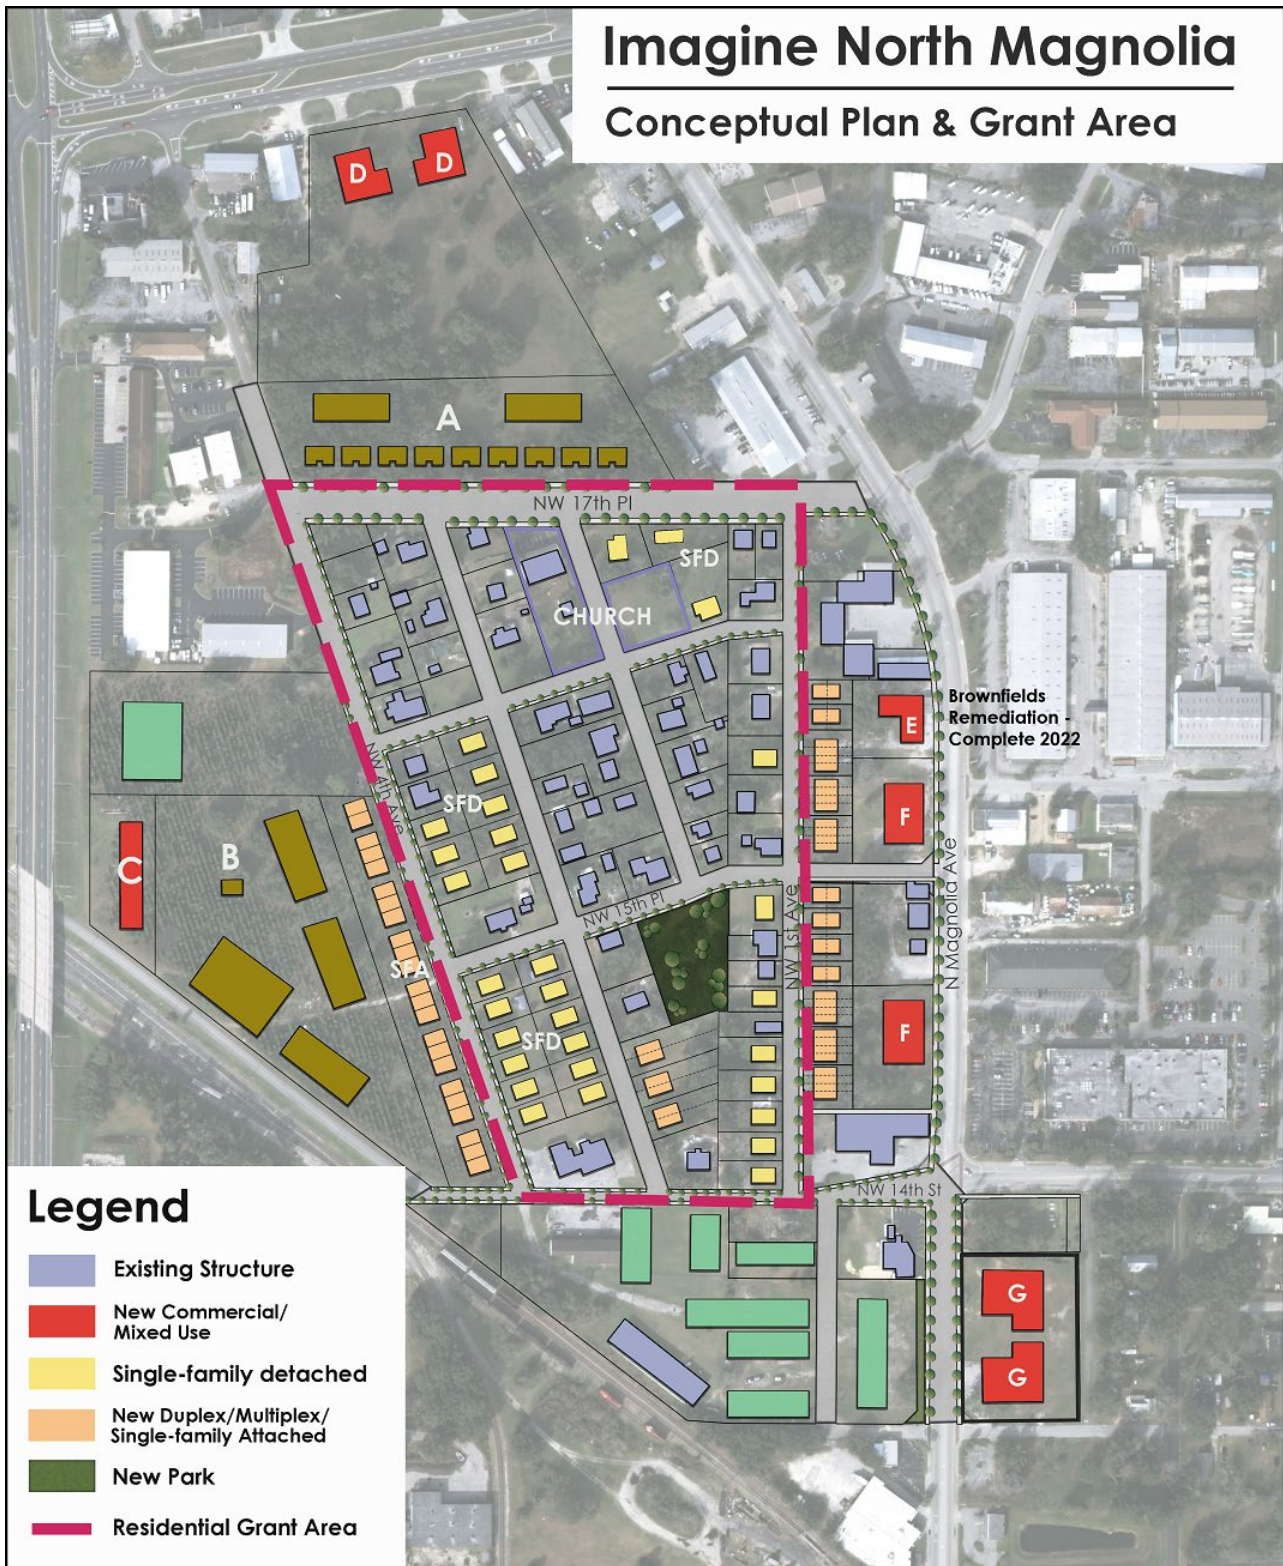 Imagine North Magnolia
Conceptual Plan & Grant Area
D
D
A
NW 17th Pl
SFD
CHURCH
Brownfields
Remediation -
Complete 2022
E
NW 4th Ave
SFD
F
C
B
NW 15th Pl
NW 1st Ave
N Magnolia Ave
SFA
SFD
F
NW 14th St
G
G
Legend
Existing Structure
New Commercial/
Mixed Use
Single-family detached
New Duplex/Multiplex/
Single-family Attached
New Park
Residential Grant Area